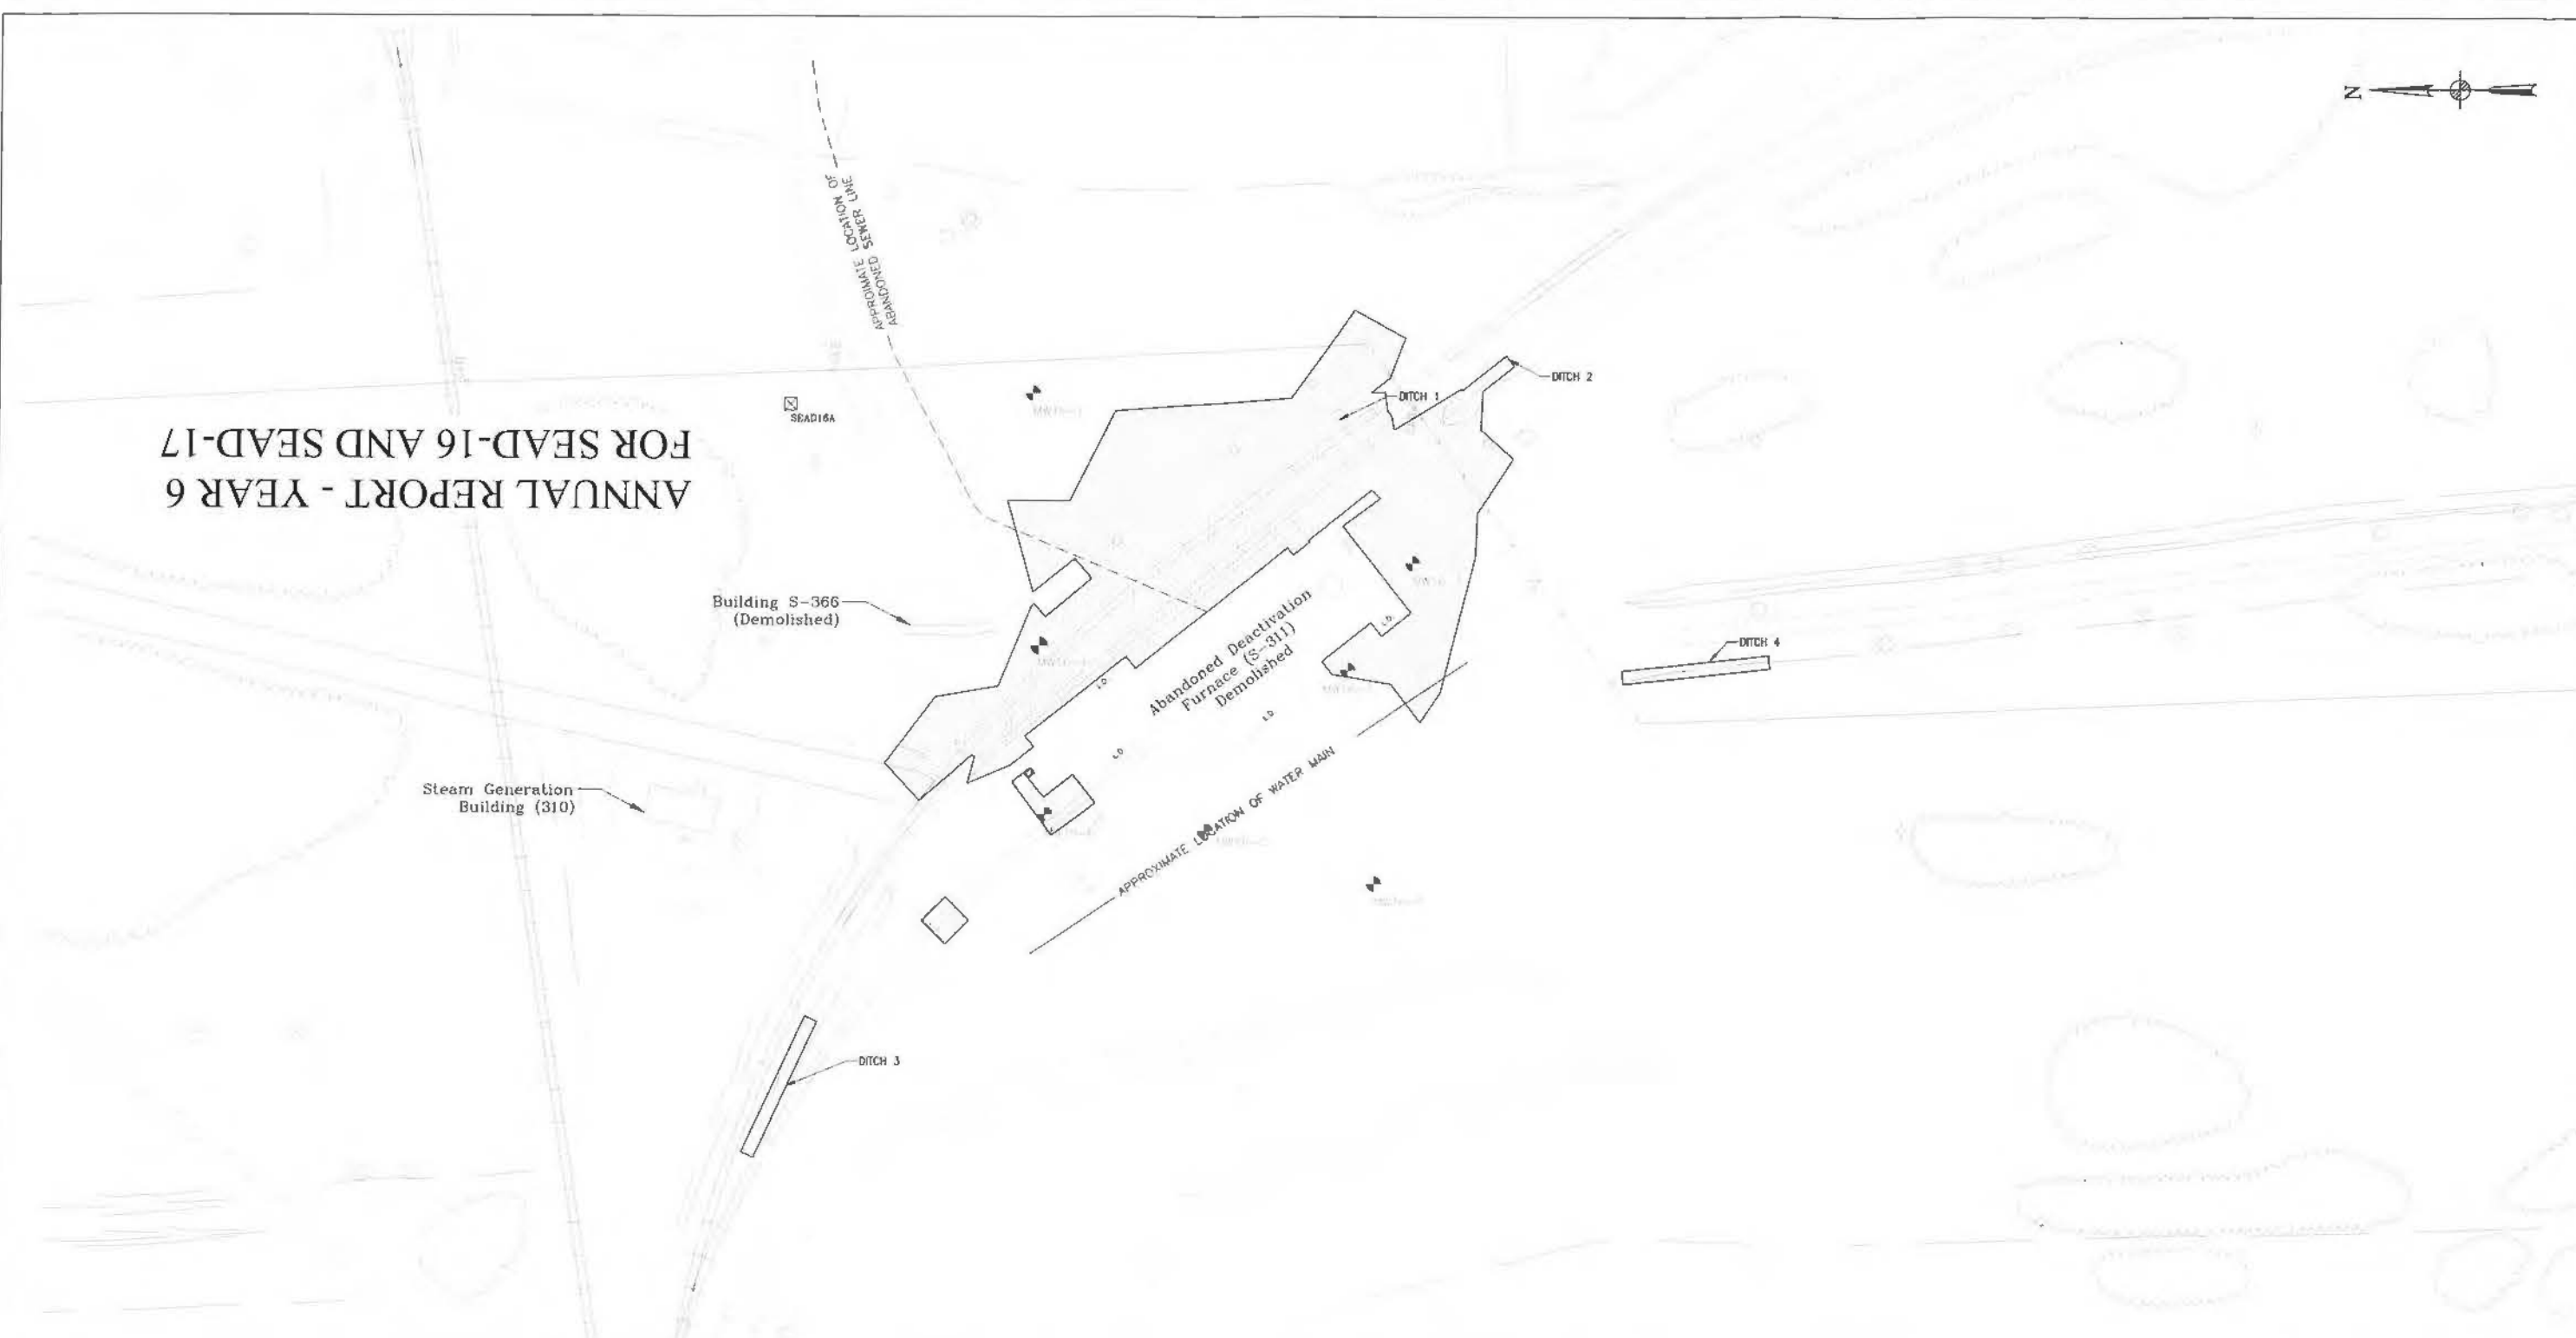 ANNUAL REPORT - YEAR 6
FOR SEAD-16 AND SEAD-17
N
APPROIMATE LOCATION OF
ABANDONED SEWER LINE
SEAD16A
DITCH 1
DITCH 2
Building S-366
(Demolished)
Abandoned Deactivation
Furnace (S-311)
Demolished
L.D.
L.D.
L.D.
L.D.
DITCH 4
Steam Generation
Building (310)
APPROXIMATE LOCATION OF WATER MAIN
DITCH 3